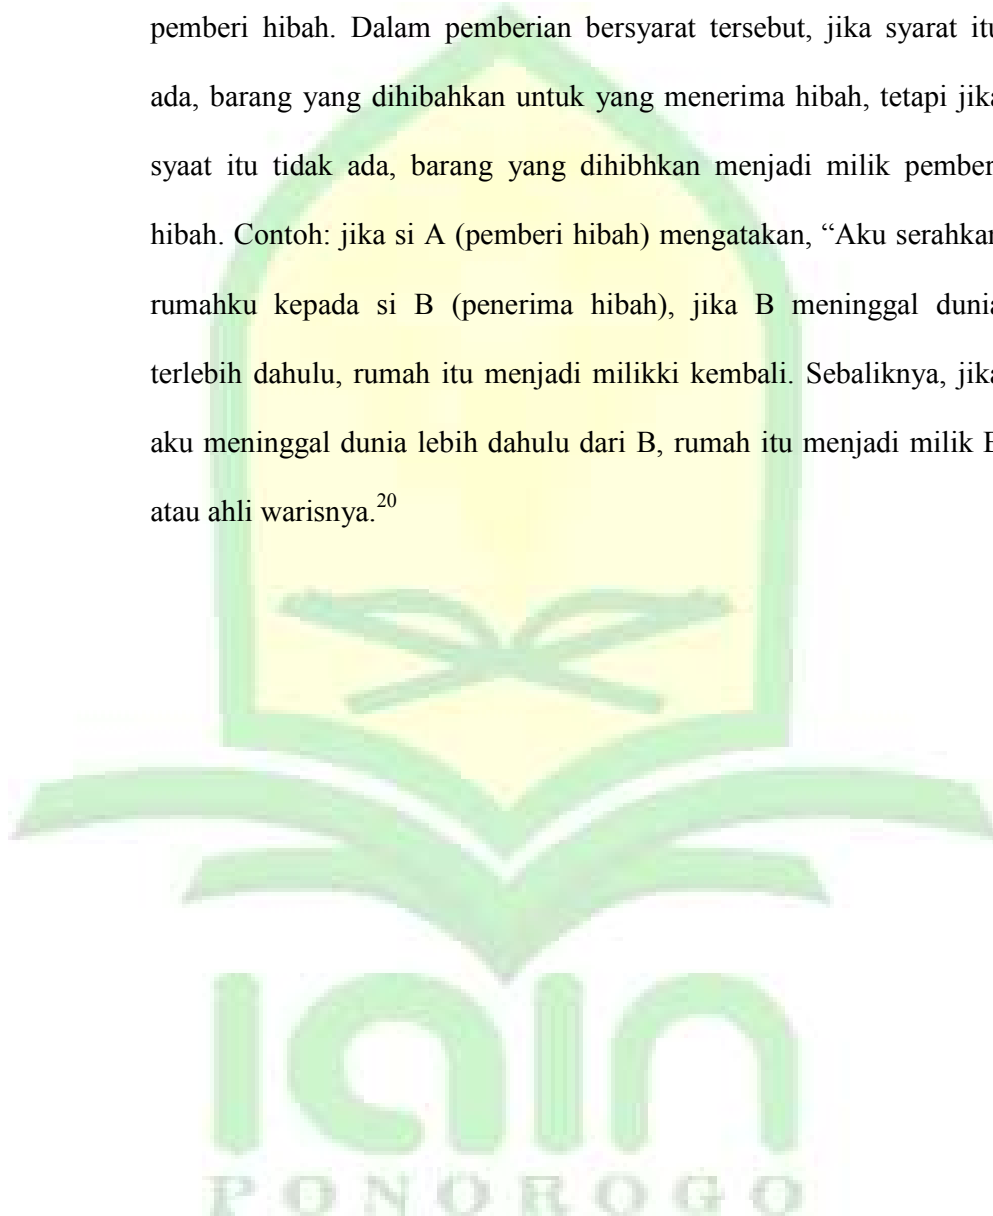 pemberi hibah. Dalam pemberian bersyarat tersebut, jika syarat itu
ada, barang yang dihibahkan untuk yang menerima hibah, tetapi jika
syaat itu tidak ada, barang yang dihibhkan menjadi milik pember
hibah. Contoh: jika si A (pemberi hibah) mengatakan, “Aku serahkan
rumahku kepada si B (penerima hibah), jika B meninggal dunia
terlebih dahulu, rumah itu menjadi milikki kembali. Sebaliknya, jika
aku meninggal dunia lebih dahulu dari B, rumah itu menjadi milik B
atau ahli warisnya.20
iain
PONOROGO